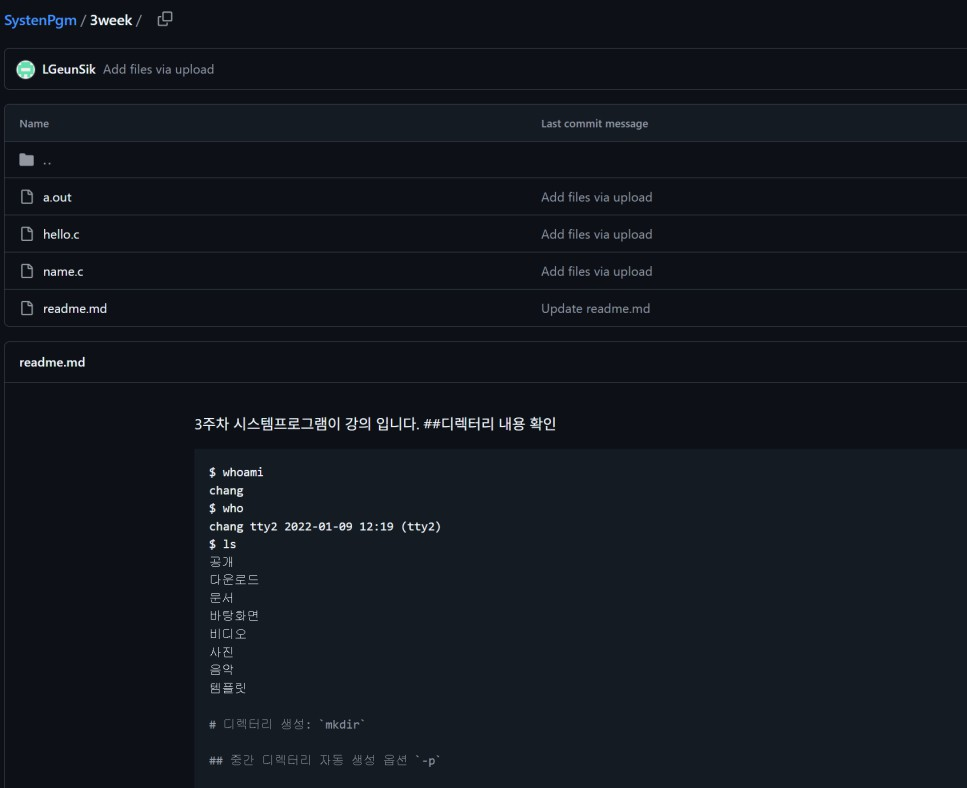 SystenPgm / 3week /
LGeunSik Add files via upload
Name Last commit message
..
a.out Add files via upload
hello.c Add files via upload
name.c Add files via upload
readme.md Update readme.md
readme.md
3주차 시스템프로그램이 강의 입니다. ##디렉터리 내용 확인
$ whoami
chang
$ who
chang tty2 2022-01-09 12:19 (tty2)
$ ls
공개
다운로드
문서
바탕화면
비디오
사진
음악
템플릿
# 디렉터리 생성: `mkdir`
## 중간 디렉터리 자동 생성 옵션 `-p`